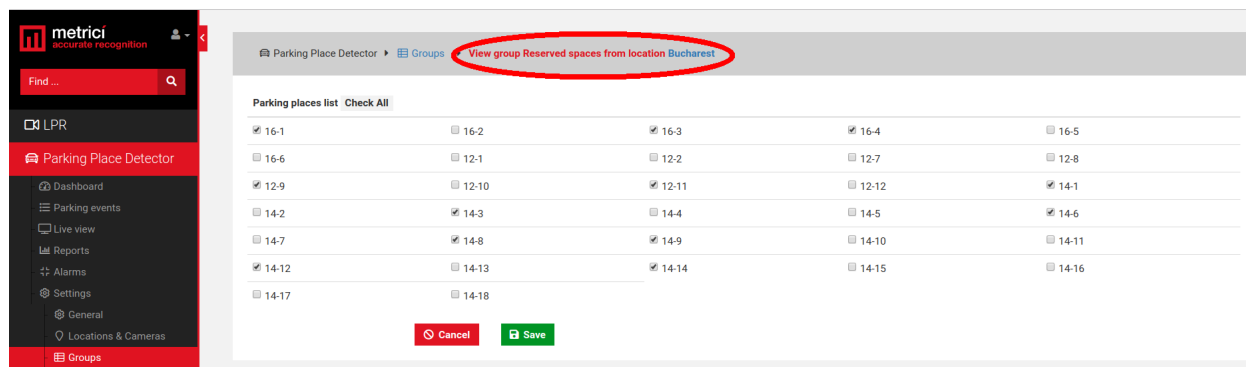 metrici
accurate recognition
Find ...
LPR
Parking Place Detector
Dashboard
Parking events
Live view
Reports
Alarms
Settings
General
Locations & Cameras
Groups
Parking Place Detector Groups View group Reserved spaces from location Bucharest
Parking places list Check All
16-1 16-2 16-3 16-4 16-5
16-6 12-1 12-2 12-7 12-8
12-9 12-10 12-11 12-12 14-1
14-2 14-3 14-4 14-5 14-6
14-7 14-8 14-9 14-10 14-11
14-12 14-13 14-14 14-15 14-16
14-17 14-18
Cancel Save